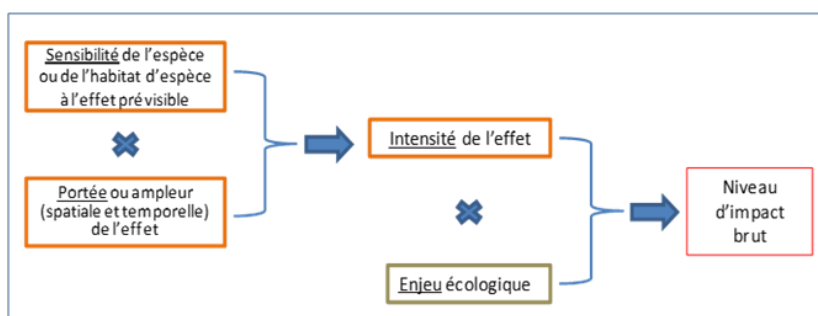 Sensibilité de l'espèce
ou de l'habitat d'espèce
à l'effet prévisible
Portée ou ampleur
(spatiale et temporelle)
de l'effet
Intensité de l'effet
Enjeu écologique
Niveau
d'impact
brut